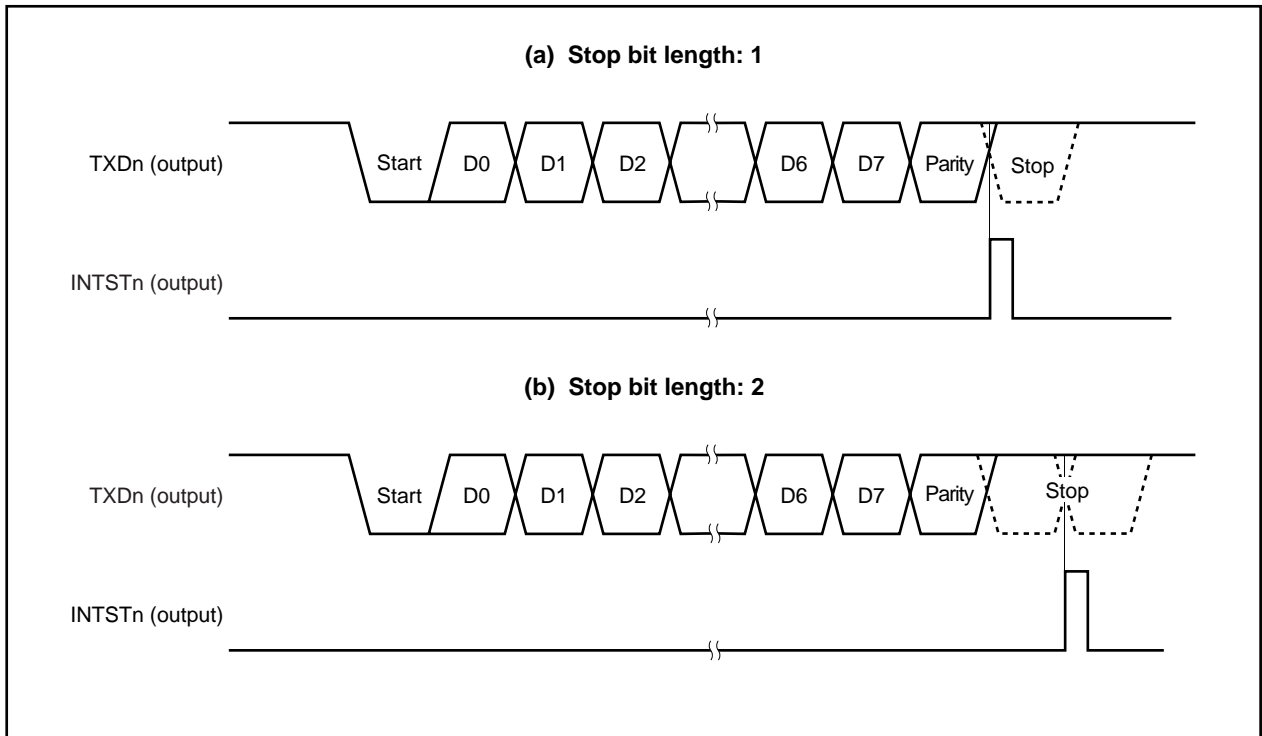 (a) Stop bit length: 1
TXDn (output) Start D0 D1 D2 D6 D7 Parity Stop
INTSTn (output)
(b) Stop bit length: 2
TXDn (output) Start D0 D1 D2 D6 D7 Parity Stop
INTSTn (output)